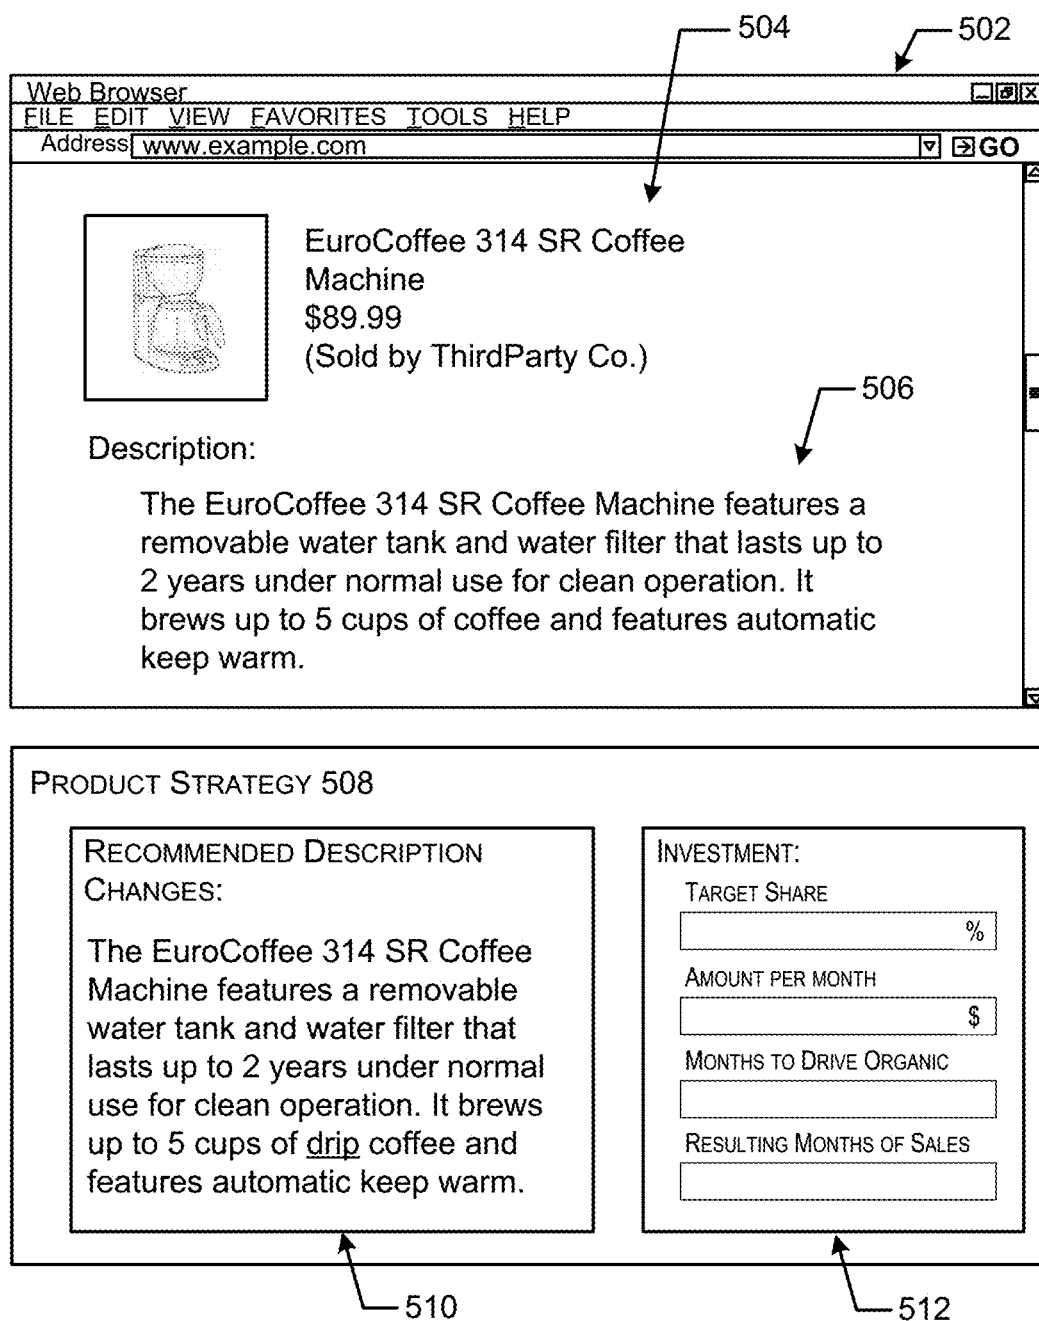 504
502
Web Browser
FILE EDIT VIEW FAVORITES TOOLS HELP
Address www.example.com GO
EuroCoffee 314 SR Coffee
Machine
$89.99
(Sold by ThirdParty Co.)
506
Description:
The EuroCoffee 314 SR Coffee Machine features a
removable water tank and water filter that lasts up to
2 years under normal use for clean operation. It
brews up to 5 cups of coffee and features automatic
keep warm.
PRODUCT STRATEGY 508
RECOMMENDED DESCRIPTION
CHANGES:
The EuroCoffee 314 SR Coffee
Machine features a removable
water tank and water filter that
lasts up to 2 years under normal
use for clean operation. It brews
up to 5 cups of drip coffee and
features automatic keep warm.
INVESTMENT:
TARGET SHARE
%
AMOUNT PER MONTH
$
MONTHS TO DRIVE ORGANIC
RESULTING MONTHS OF SALES
510
512